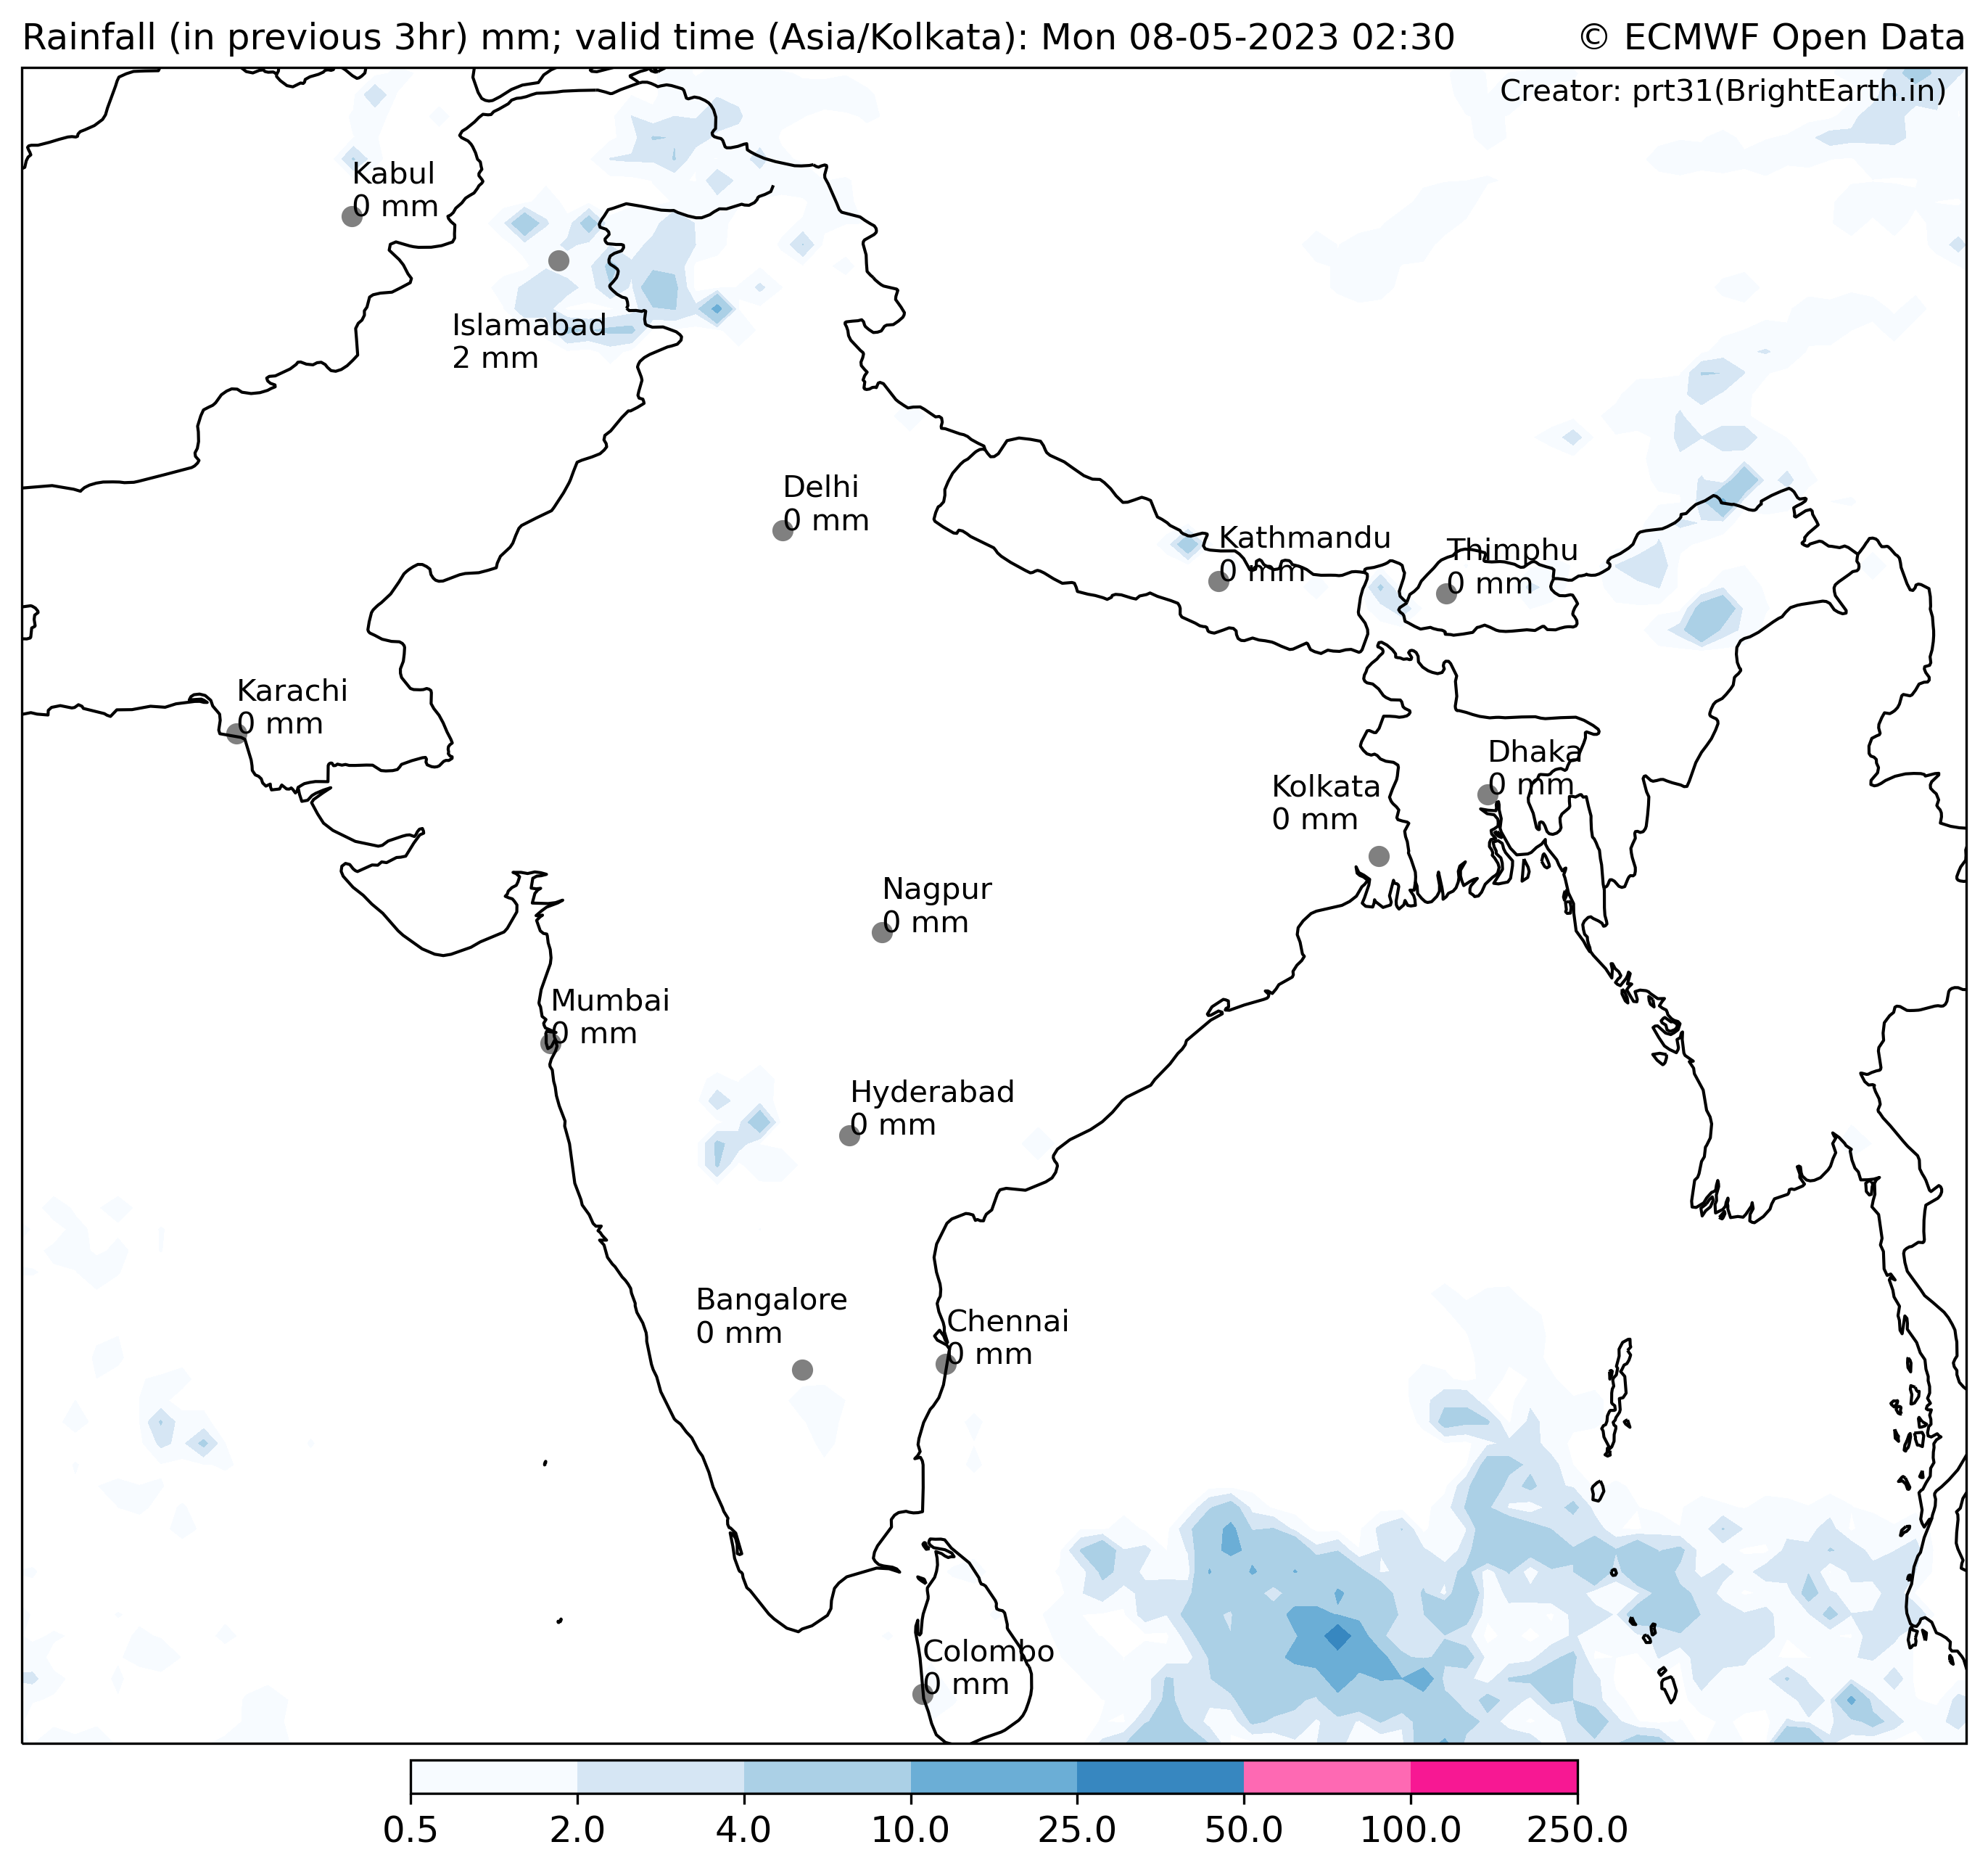 Rainfall (in previous 3hr) mm; valid time (Asia/Kolkata): Mon 08-05-2023 02:30
© ECMWF Open Data
Creator: prt31(BrightEarth.in)
Kabul
0 mm
Islamabad
2 mm
Delhi
0 mm
Kathmandu
0 mm
Thimphu
0 mm
Karachi
0 mm
Dhaka
0 mm
Kolkata
0 mm
Nagpur
0 mm
Mumbai
0 mm
Hyderabad
0 mm
Bangalore
0 mm
Chennai
0 mm
Colombo
0 mm
0.5 2.0 4.0 10.0 25.0 50.0 100.0 250.0